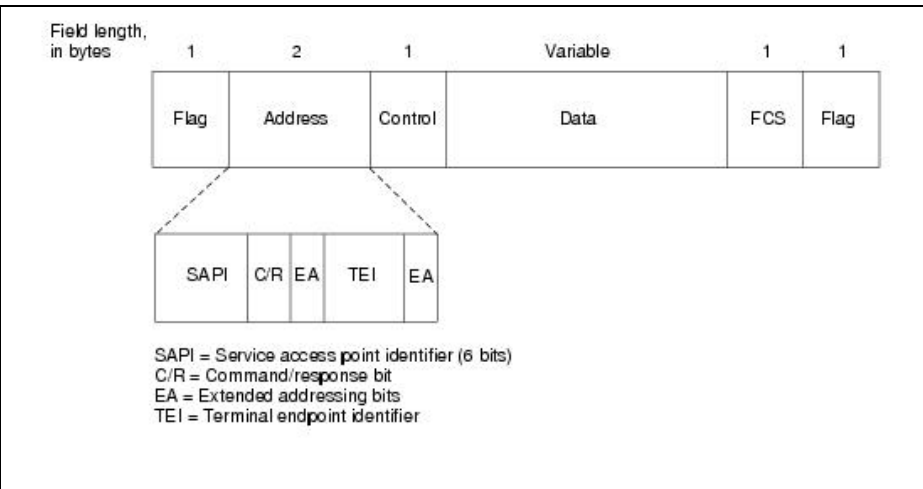 Field length,
in bytes 1 2 1 Variable 1 1
Flag Address Control Data FCS Flag
SAPI C/R EA TEI EA
SAPI = Service access point identifier (6 bits)
C/R = Command/response bit
EA = Extended addressing bits
TEI = Terminal endpoint identifier